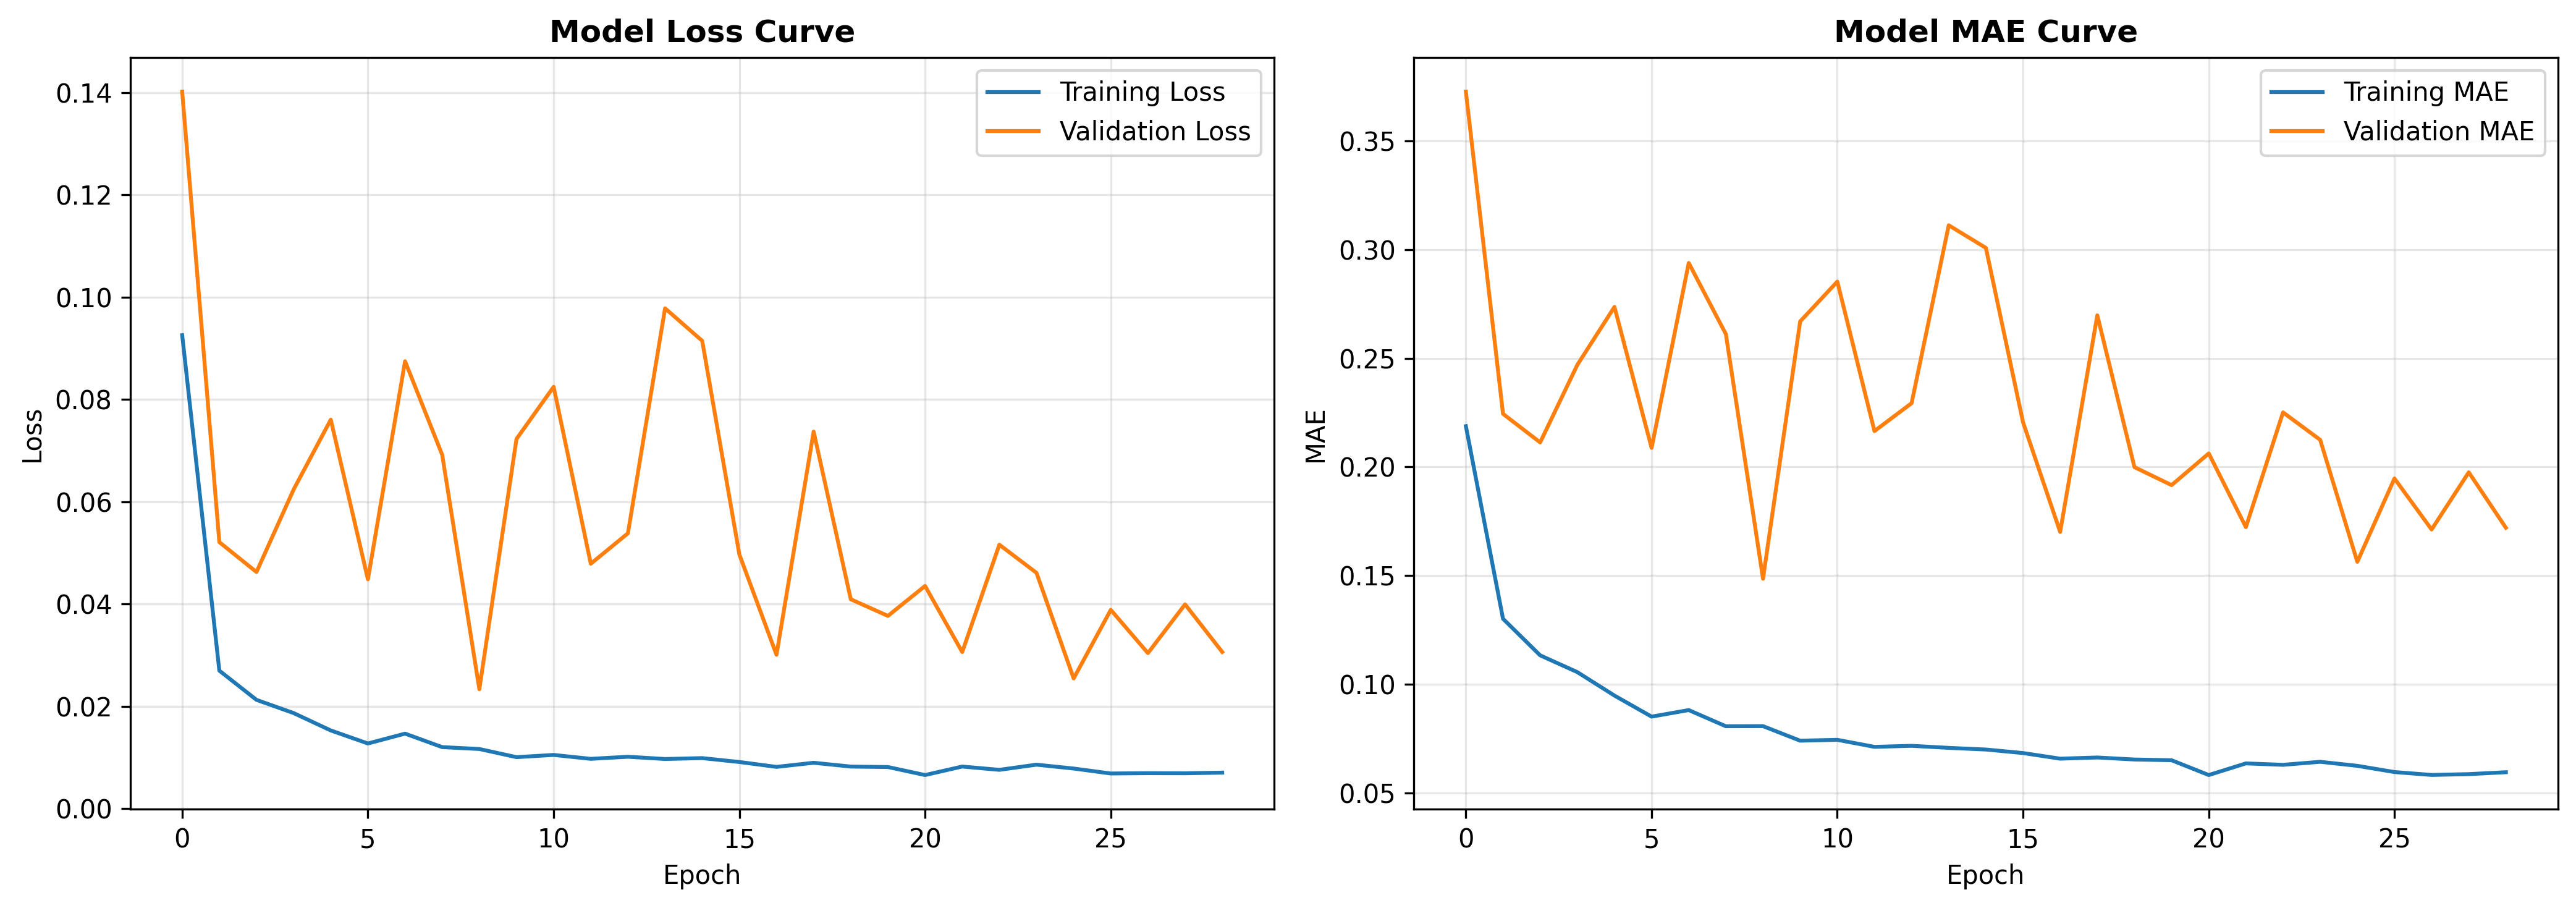 Model Loss Curve
Training Loss
Validation Loss
0.14
0.12
0.10
0.08
0.06
0.04
0.02
0.00
Loss
0 5 10 15 20 25
Epoch
Model MAE Curve
Training MAE
Validation MAE
0.35
0.30
0.25
0.20
0.15
0.10
0.05
MAE
0 5 10 15 20 25
Epoch